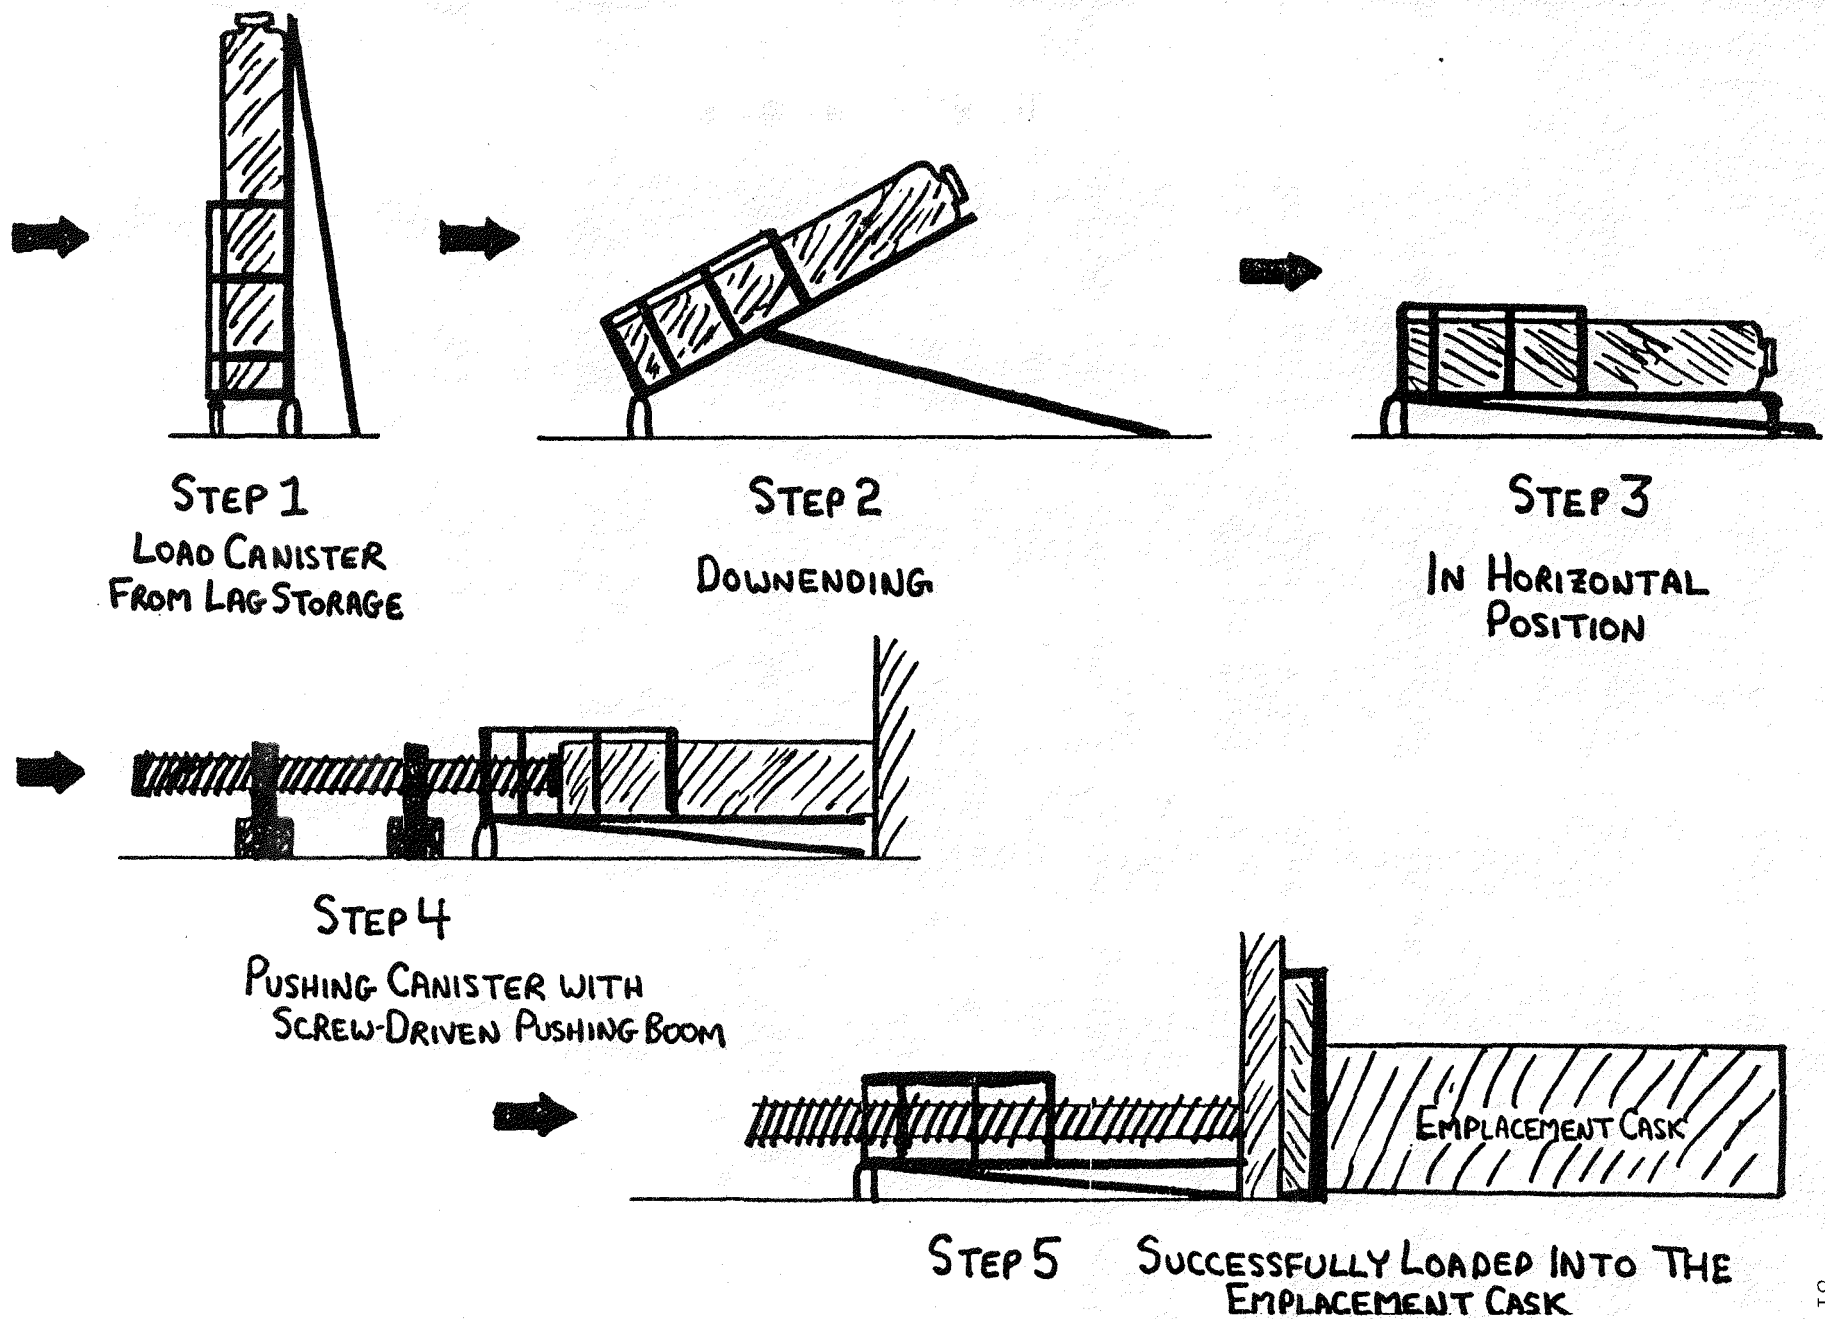 STEP 1
LOAD CANISTER
FROM LAG STORAGE
STEP 2
DOWNENDING
STEP 3
IN HORIZONTAL
POSITION
STEP 4
PUSHING CANISTER WITH
SCREW-DRIVEN PUSHING BOOM
EMPLACEMENT CASK
STEP 5 SUCCESSFULLY LOADED INTO THE
EMPLACEMENT CASK